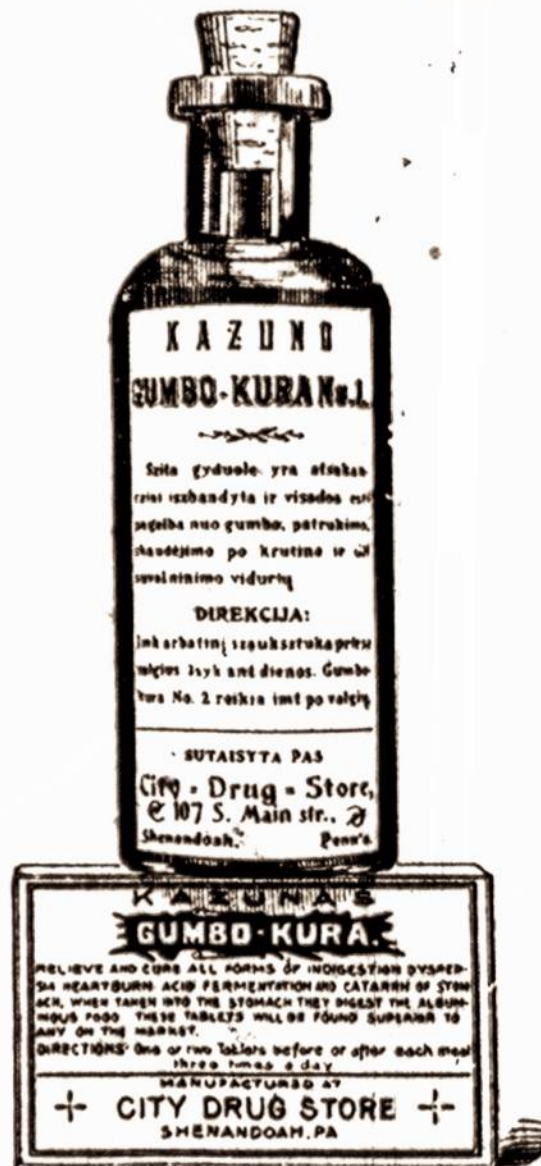 KAZUNO
GUMBO-KURA No. 1.
Szita gyduolė yra atsakan-
cziai iszbandyta ir visados esti
pagelba nuo gumbo, patrukimo,
skaudėjimo po krutine ir
suvalninimo vidurių
DIREKCIJA:
Imk arbatinį szauksztuka priesz
valgius 3syk ant dienos. Gumbo-
kura No. 2 reikia imt po valgių
SUTAISYTA PAS
City - Drug - Store,
107 S. Main str.,
Shenandoah, Penn'a
KAZUNAS
GUMBO-KURA.
RELIEVE AND CURE ALL FORMS OF INDIGESTION DYSPEP-
SIA HEARTBURN ACID FERMENTATION AND CATARRH OF STOM-
ACH, WHEN TAKEN INTO THE STOMACH THEY DIGEST THE ALBUM-
INOUS FOOD THESE TABLETS WILL BE FOUND SUPERIOR TO
ANY ON THE MARKET.
DIRECTIONS: One or two Tablets before or after each meal
three times a day
MANUFACTURED AT
CITY DRUG STORE
SHENANDOAH, PA